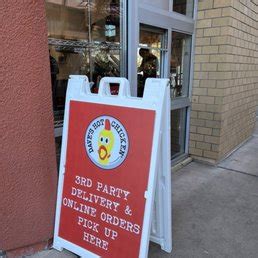 DAVE'S HOT CHICKEN
3RD PARTY
DELIVERY &
ONLINE ORDERS
PICK UP
HERE